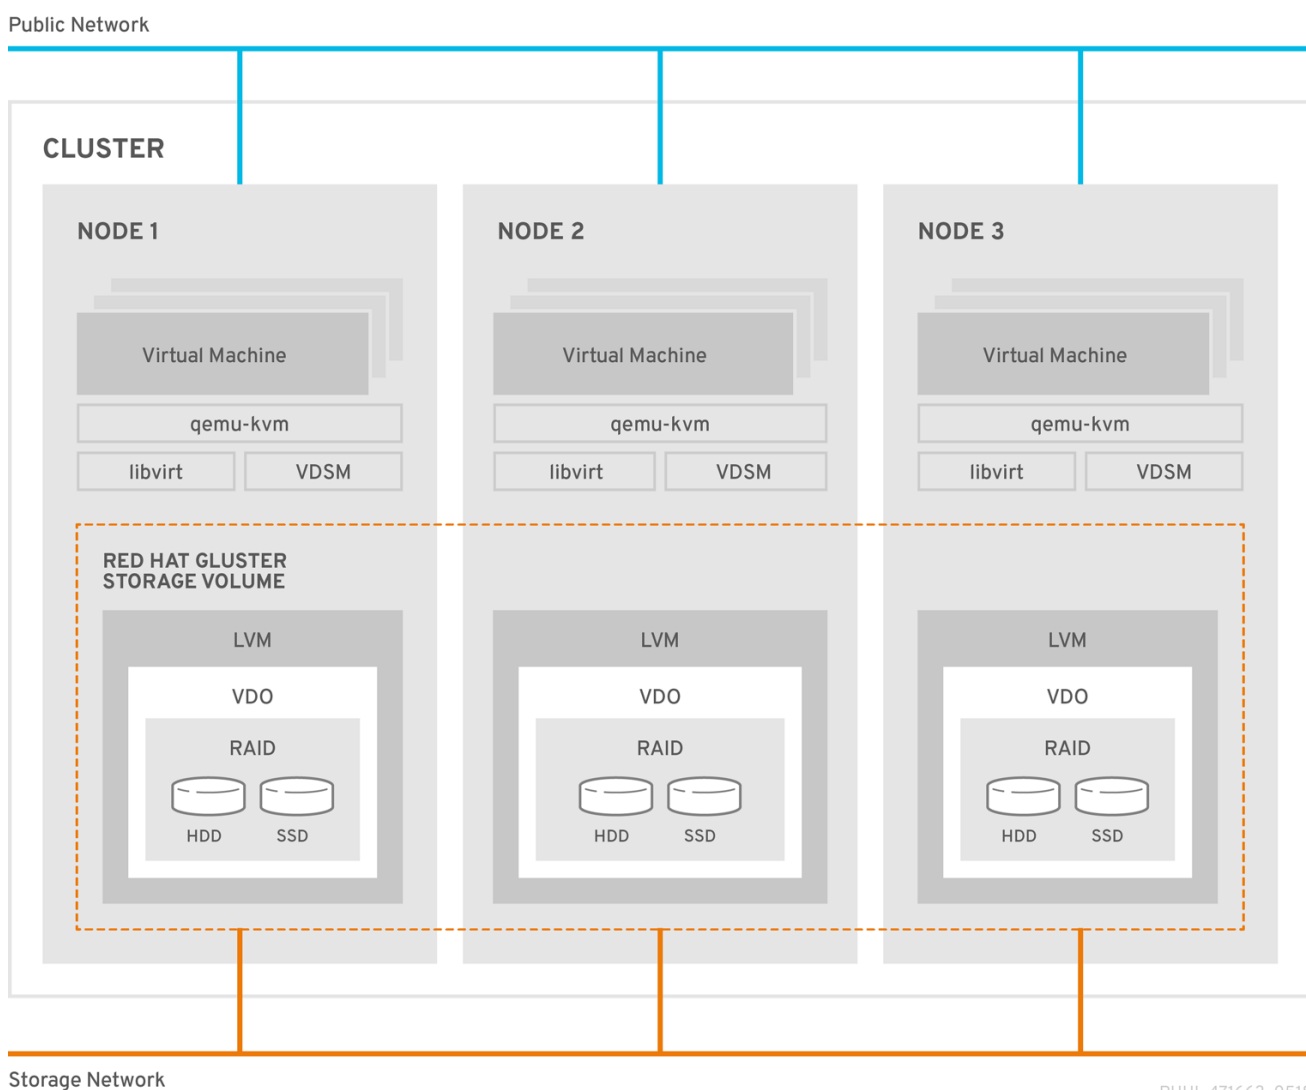 Public Network
CLUSTER
NODE 1
NODE 2
NODE 3
Virtual Machine
Virtual Machine
Virtual Machine
qemu-kvm
qemu-kvm
qemu-kvm
libvirt
VDSM
libvirt
VDSM
libvirt
VDSM
RED HAT GLUSTER
STORAGE VOLUME
LVM
LVM
LVM
VDO
VDO
VDO
RAID
RAID
RAID
HDD
SSD
HDD
SSD
HDD
SSD
Storage Network